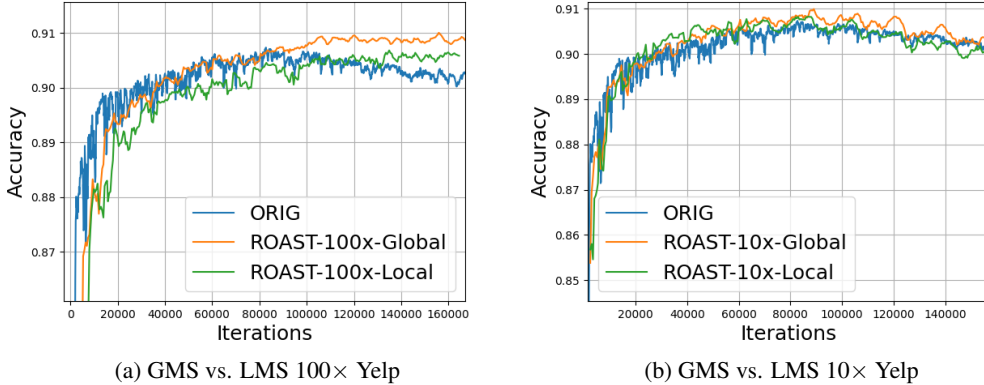 0.91
0.90
0.89
0.88
0.87
Accuracy
ORIG
ROAST-100x-Global
ROAST-100x-Local
0 20000 40000 60000 80000 100000 120000 140000 160000
Iterations
(a) GMS vs. LMS 100× Yelp
0.91
0.90
0.89
0.88
0.87
0.86
0.85
Accuracy
ORIG
ROAST-10x-Global
ROAST-10x-Local
20000 40000 60000 80000 100000 120000 140000
Iterations
(b) GMS vs. LMS 10× Yelp